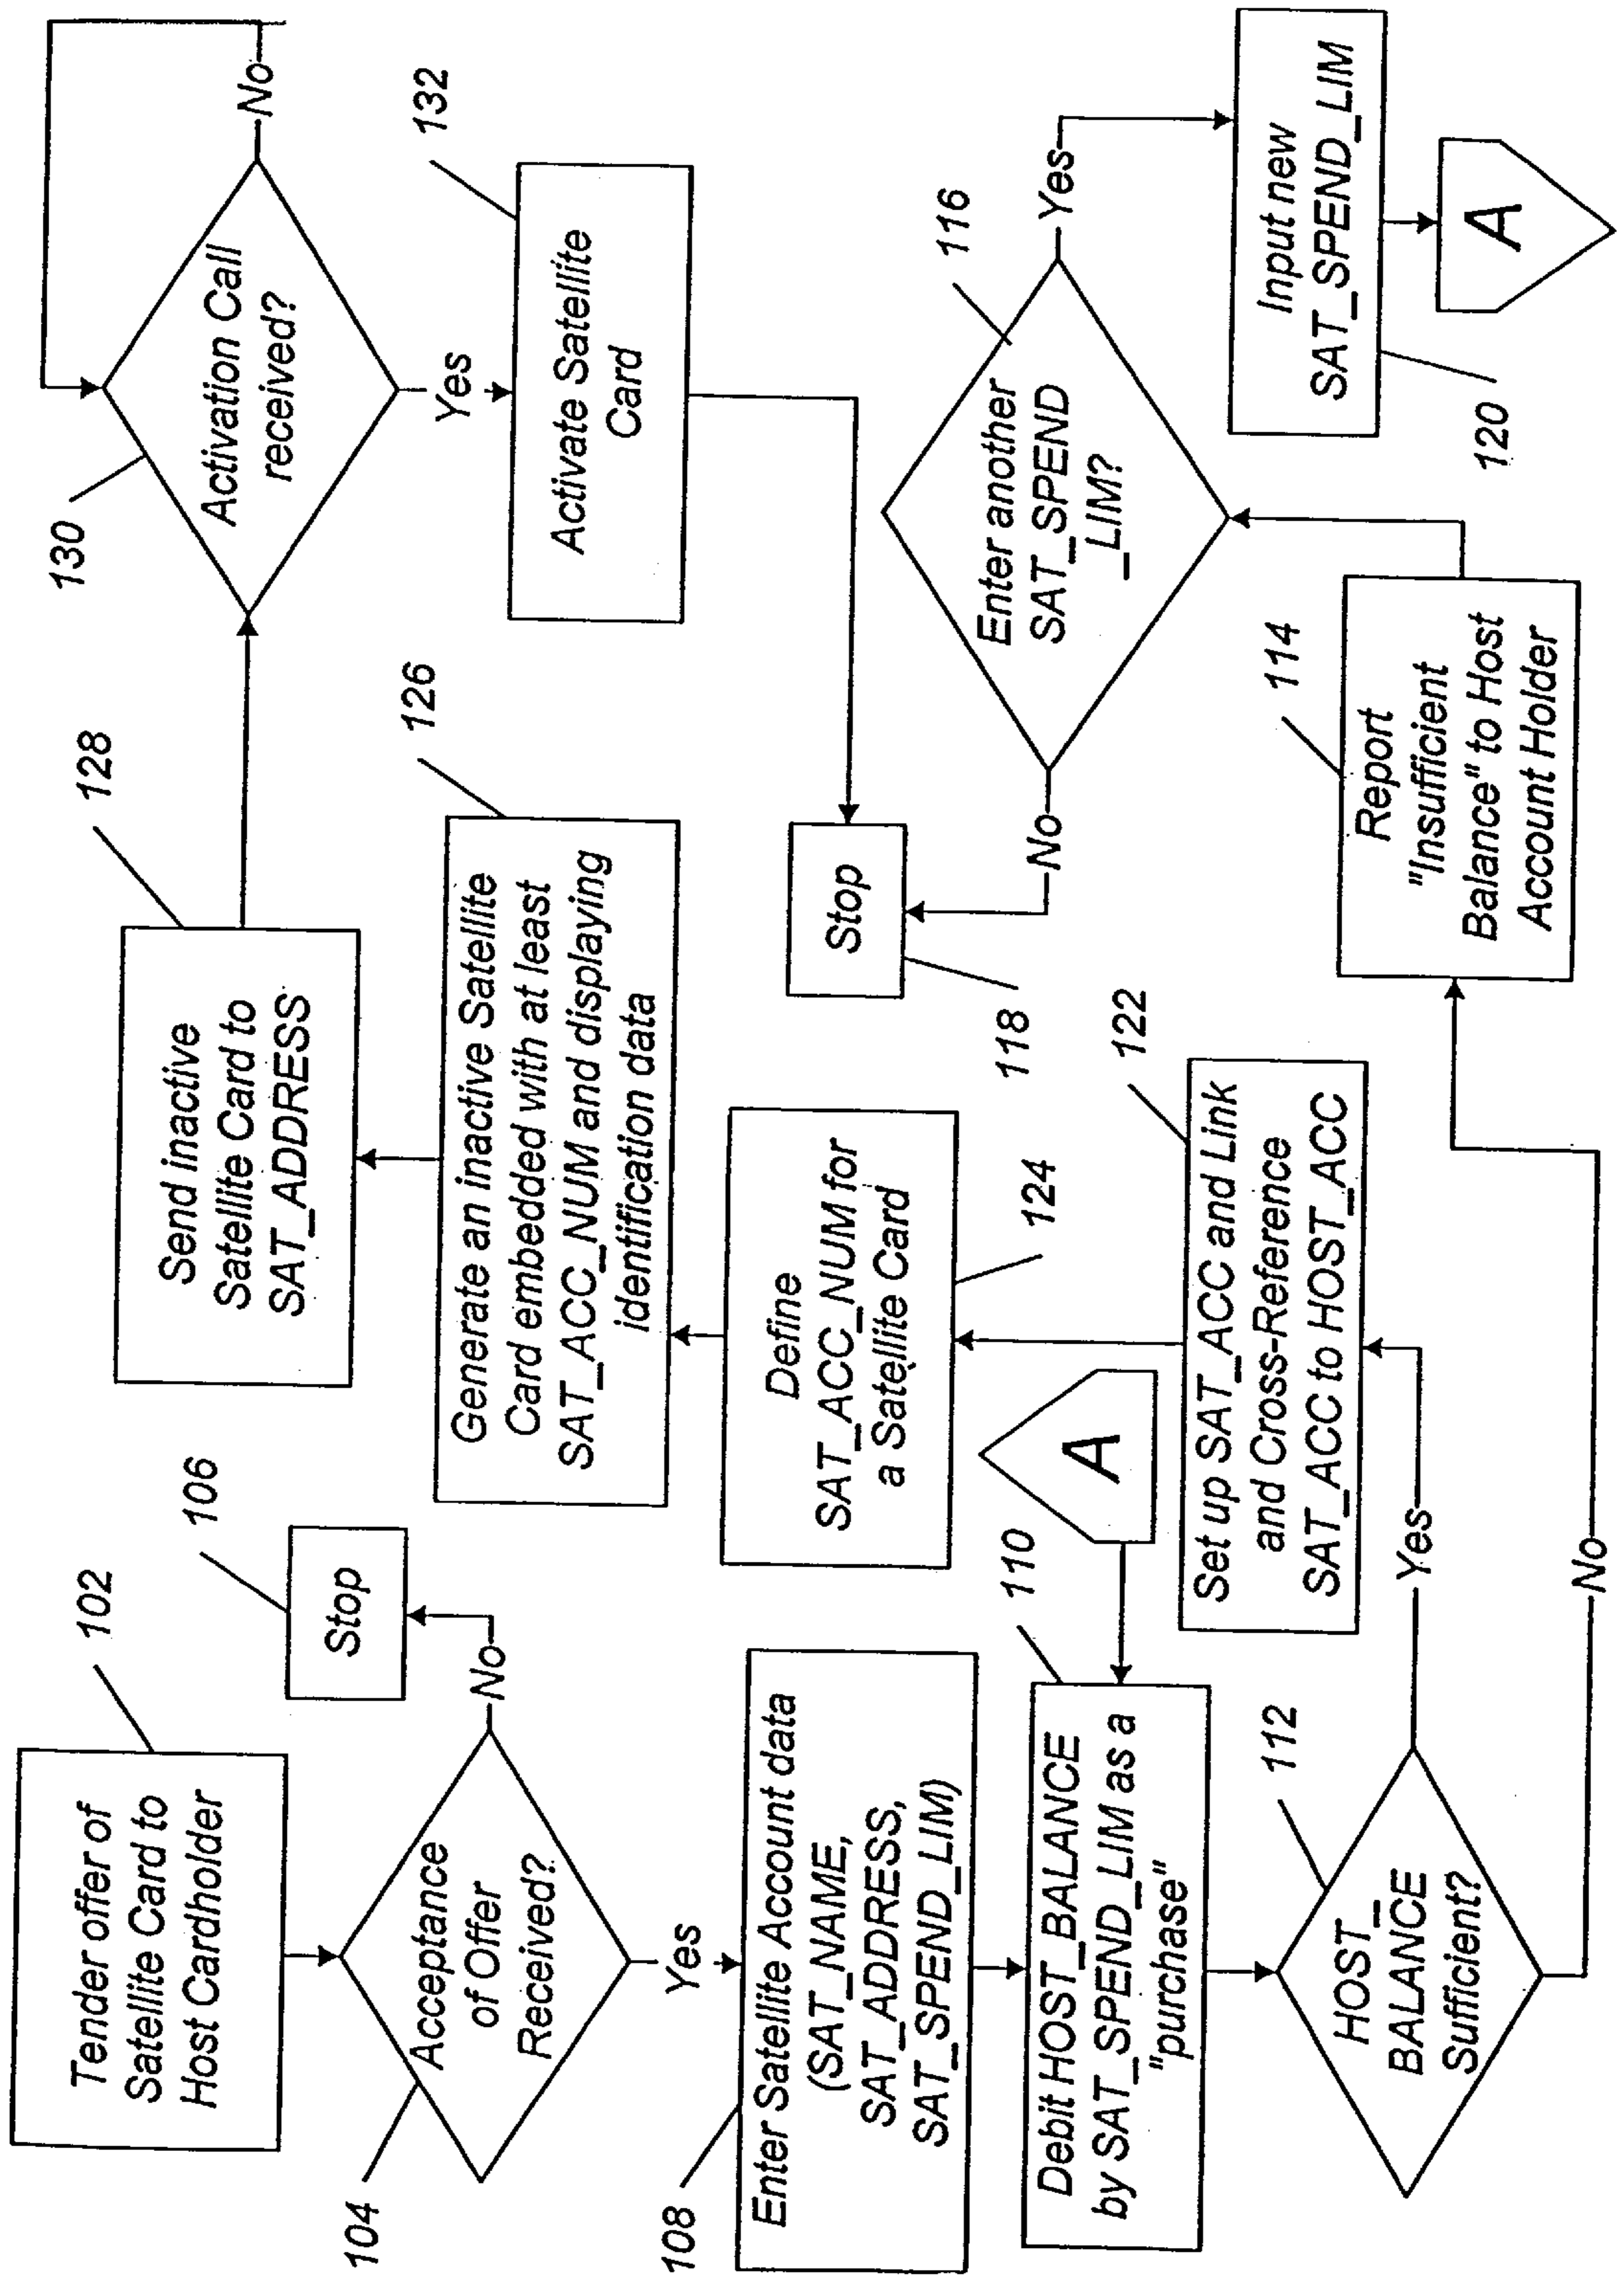 102
Tender offer of
Satellite Card to
Host Cardholder
104
Acceptance
of Offer
Received?
No
106
Stop
Yes
108
Enter Satellite Account data
(SAT_NAME,
SAT_ADDRESS,
SAT_SPEND_LIM)
110
Debit HOST_BALANCE
by SAT_SPEND_LIM as a
"purchase"
A
112
HOST_
BALANCE
Sufficient?
Yes
No
122
Set up SAT_ACC and Link
and Cross-Reference
SAT_ACC to HOST_ACC
124
Define
SAT_ACC_NUM for
a Satellite Card
126
Generate an inactive Satellite
Card embedded with at least
SAT_ACC_NUM and displaying
identification data
128
Send inactive
Satellite Card to
SAT_ADDRESS
130
Activation Call
received?
No
Yes
132
Activate Satellite
Card
Stop
118
No
116
Enter another
SAT_SPEND
_LIM?
Yes
114
Report
"Insufficient
Balance" to Host
Account Holder
120
Input new
SAT_SPEND_LIM
A